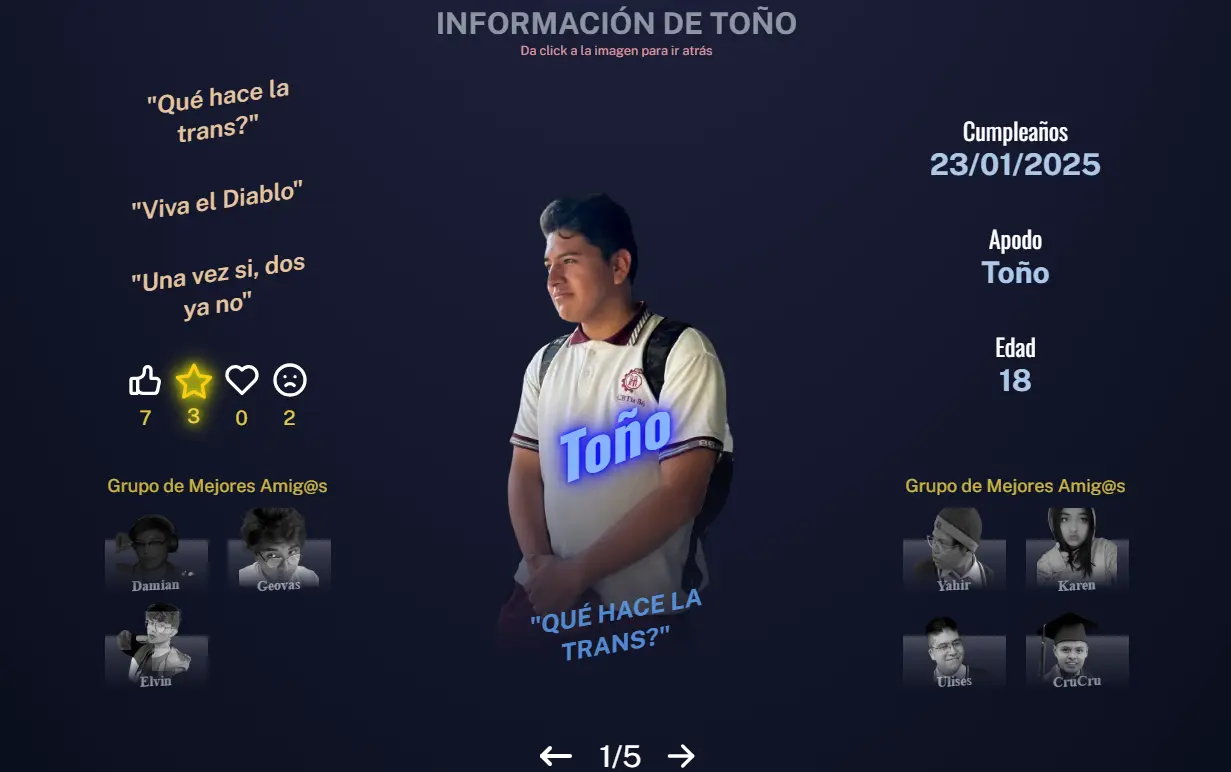 INFORMACIÓN DE TOÑO
Da click a la imagen para ir atrás
"Qué hace la
trans?"
"Viva el Diablo"
"Una vez si, dos
ya no"
7
3
0
2
Grupo de Mejores Amig@s
Damian
Geovas
Elvin
Toño
"QUÉ HACE LA
TRANS?"
Cumpleaños
23/01/2025
Apodo
Toño
Edad
18
Grupo de Mejores Amig@s
Yahir
Karen
Ulises
CruCru
1/5